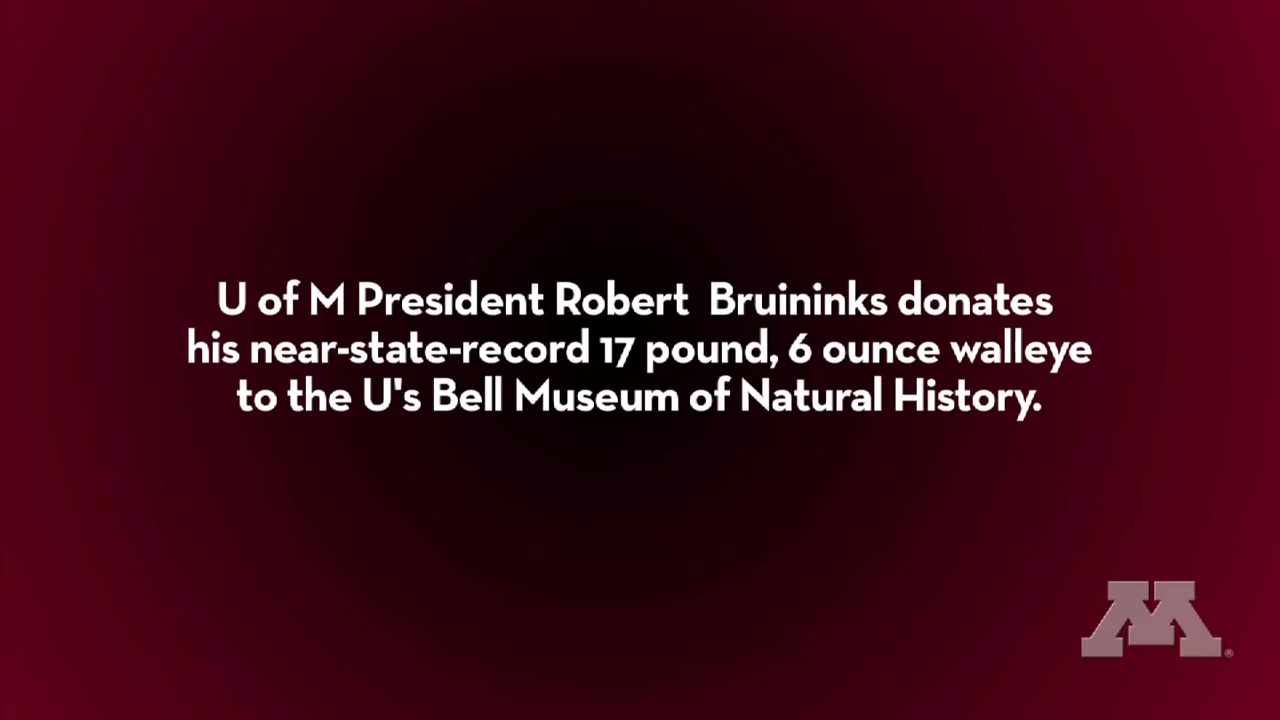 U of M President Robert  Bruininks donates
his near-state-record 17 pound, 6 ounce walleye
to the U's Bell Museum of Natural History.
M®